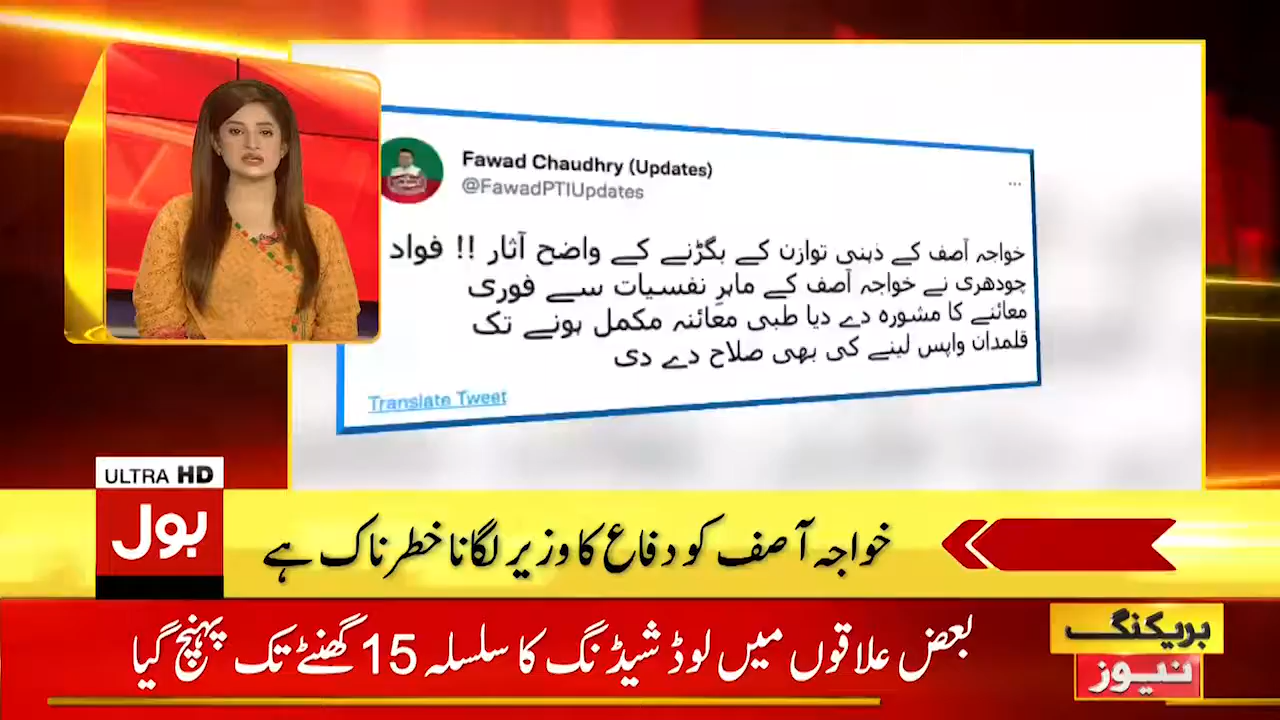 Fawad Chaudhry (Updates)
@FawadPTIUpdates
...
خواجہ آصف کے ذہنی توازن کے بگڑنے کے واضح آثار !! فواد
چودھری نے خواجہ آصف کے ماہرِ نفسیات سے فوری
معائنے کا مشورہ دے دیا طبی معائنہ مکمل ہونے تک
قلمدان واپس لینے کی بھی صلاح دے دی
Translate Tweet
ULTRA HD
بول
خواجہ آصف کو دفاع کا وزیر لگانا خطرناک ہے
بعض علاقوں میں لوڈ شیڈنگ کا سلسلہ 15 گھنٹے تک پہنچ گیا
بریکنگ
نیوز